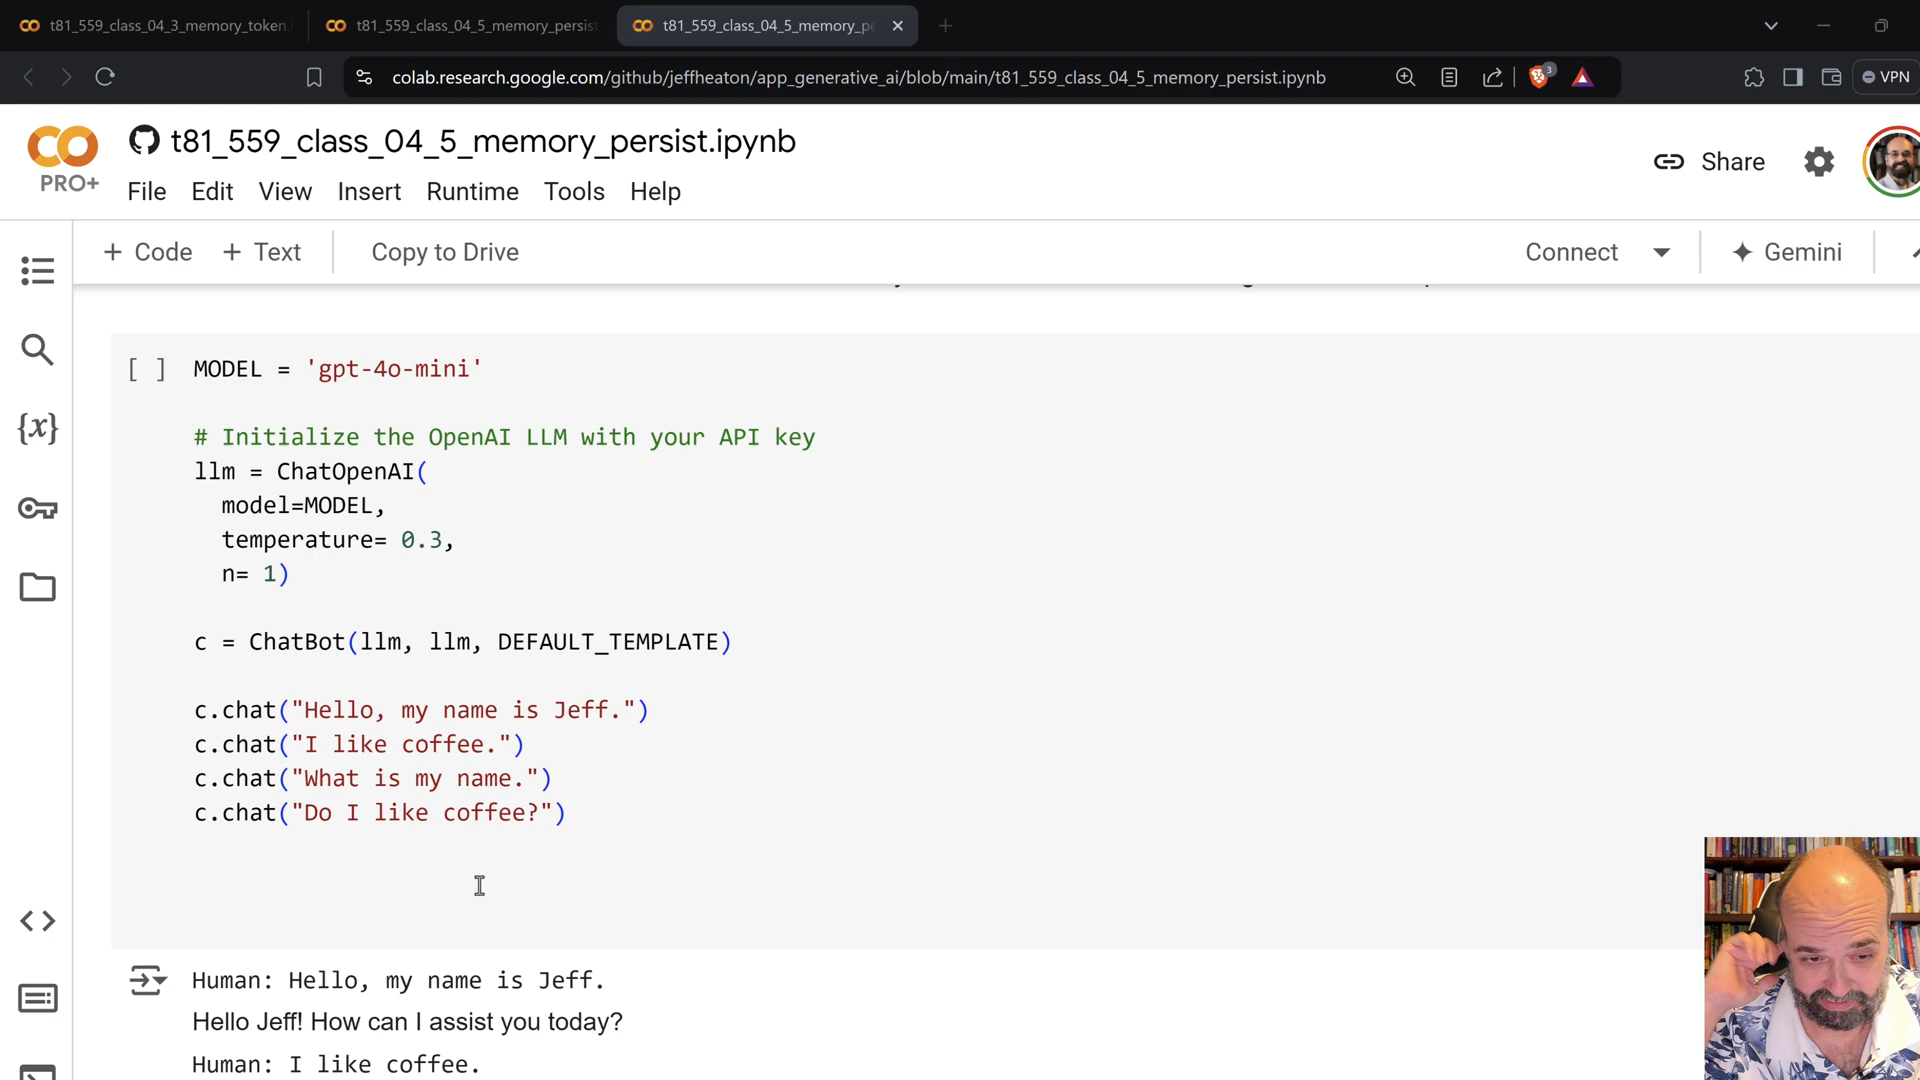 t81_559_class_04_3_memory_token.i
t81_559_class_04_5_memory_persist
t81_559_class_04_5_memory_pe
colab.research.google.com/github/jeffheaton/app_generative_ai/blob/main/t81_559_class_04_5_memory_persist.ipynb
3
VPN
CO
PRO+
t81_559_class_04_5_memory_persist.ipynb
File Edit View Insert Runtime Tools Help
Share
+ Code + Text Copy to Drive
Connect
Gemini
{x}
[ ] MODEL = 'gpt-4o-mini'
# Initialize the OpenAI LLM with your API key
llm = ChatOpenAI(
model=MODEL,
temperature= 0.3,
n= 1)
c = ChatBot(llm, llm, DEFAULT_TEMPLATE)
c.chat("Hello, my name is Jeff.")
c.chat("I like coffee.")
c.chat("What is my name.")
c.chat("Do I like coffee?")
Human: Hello, my name is Jeff.
Hello Jeff! How can I assist you today?
Human: I like coffee.